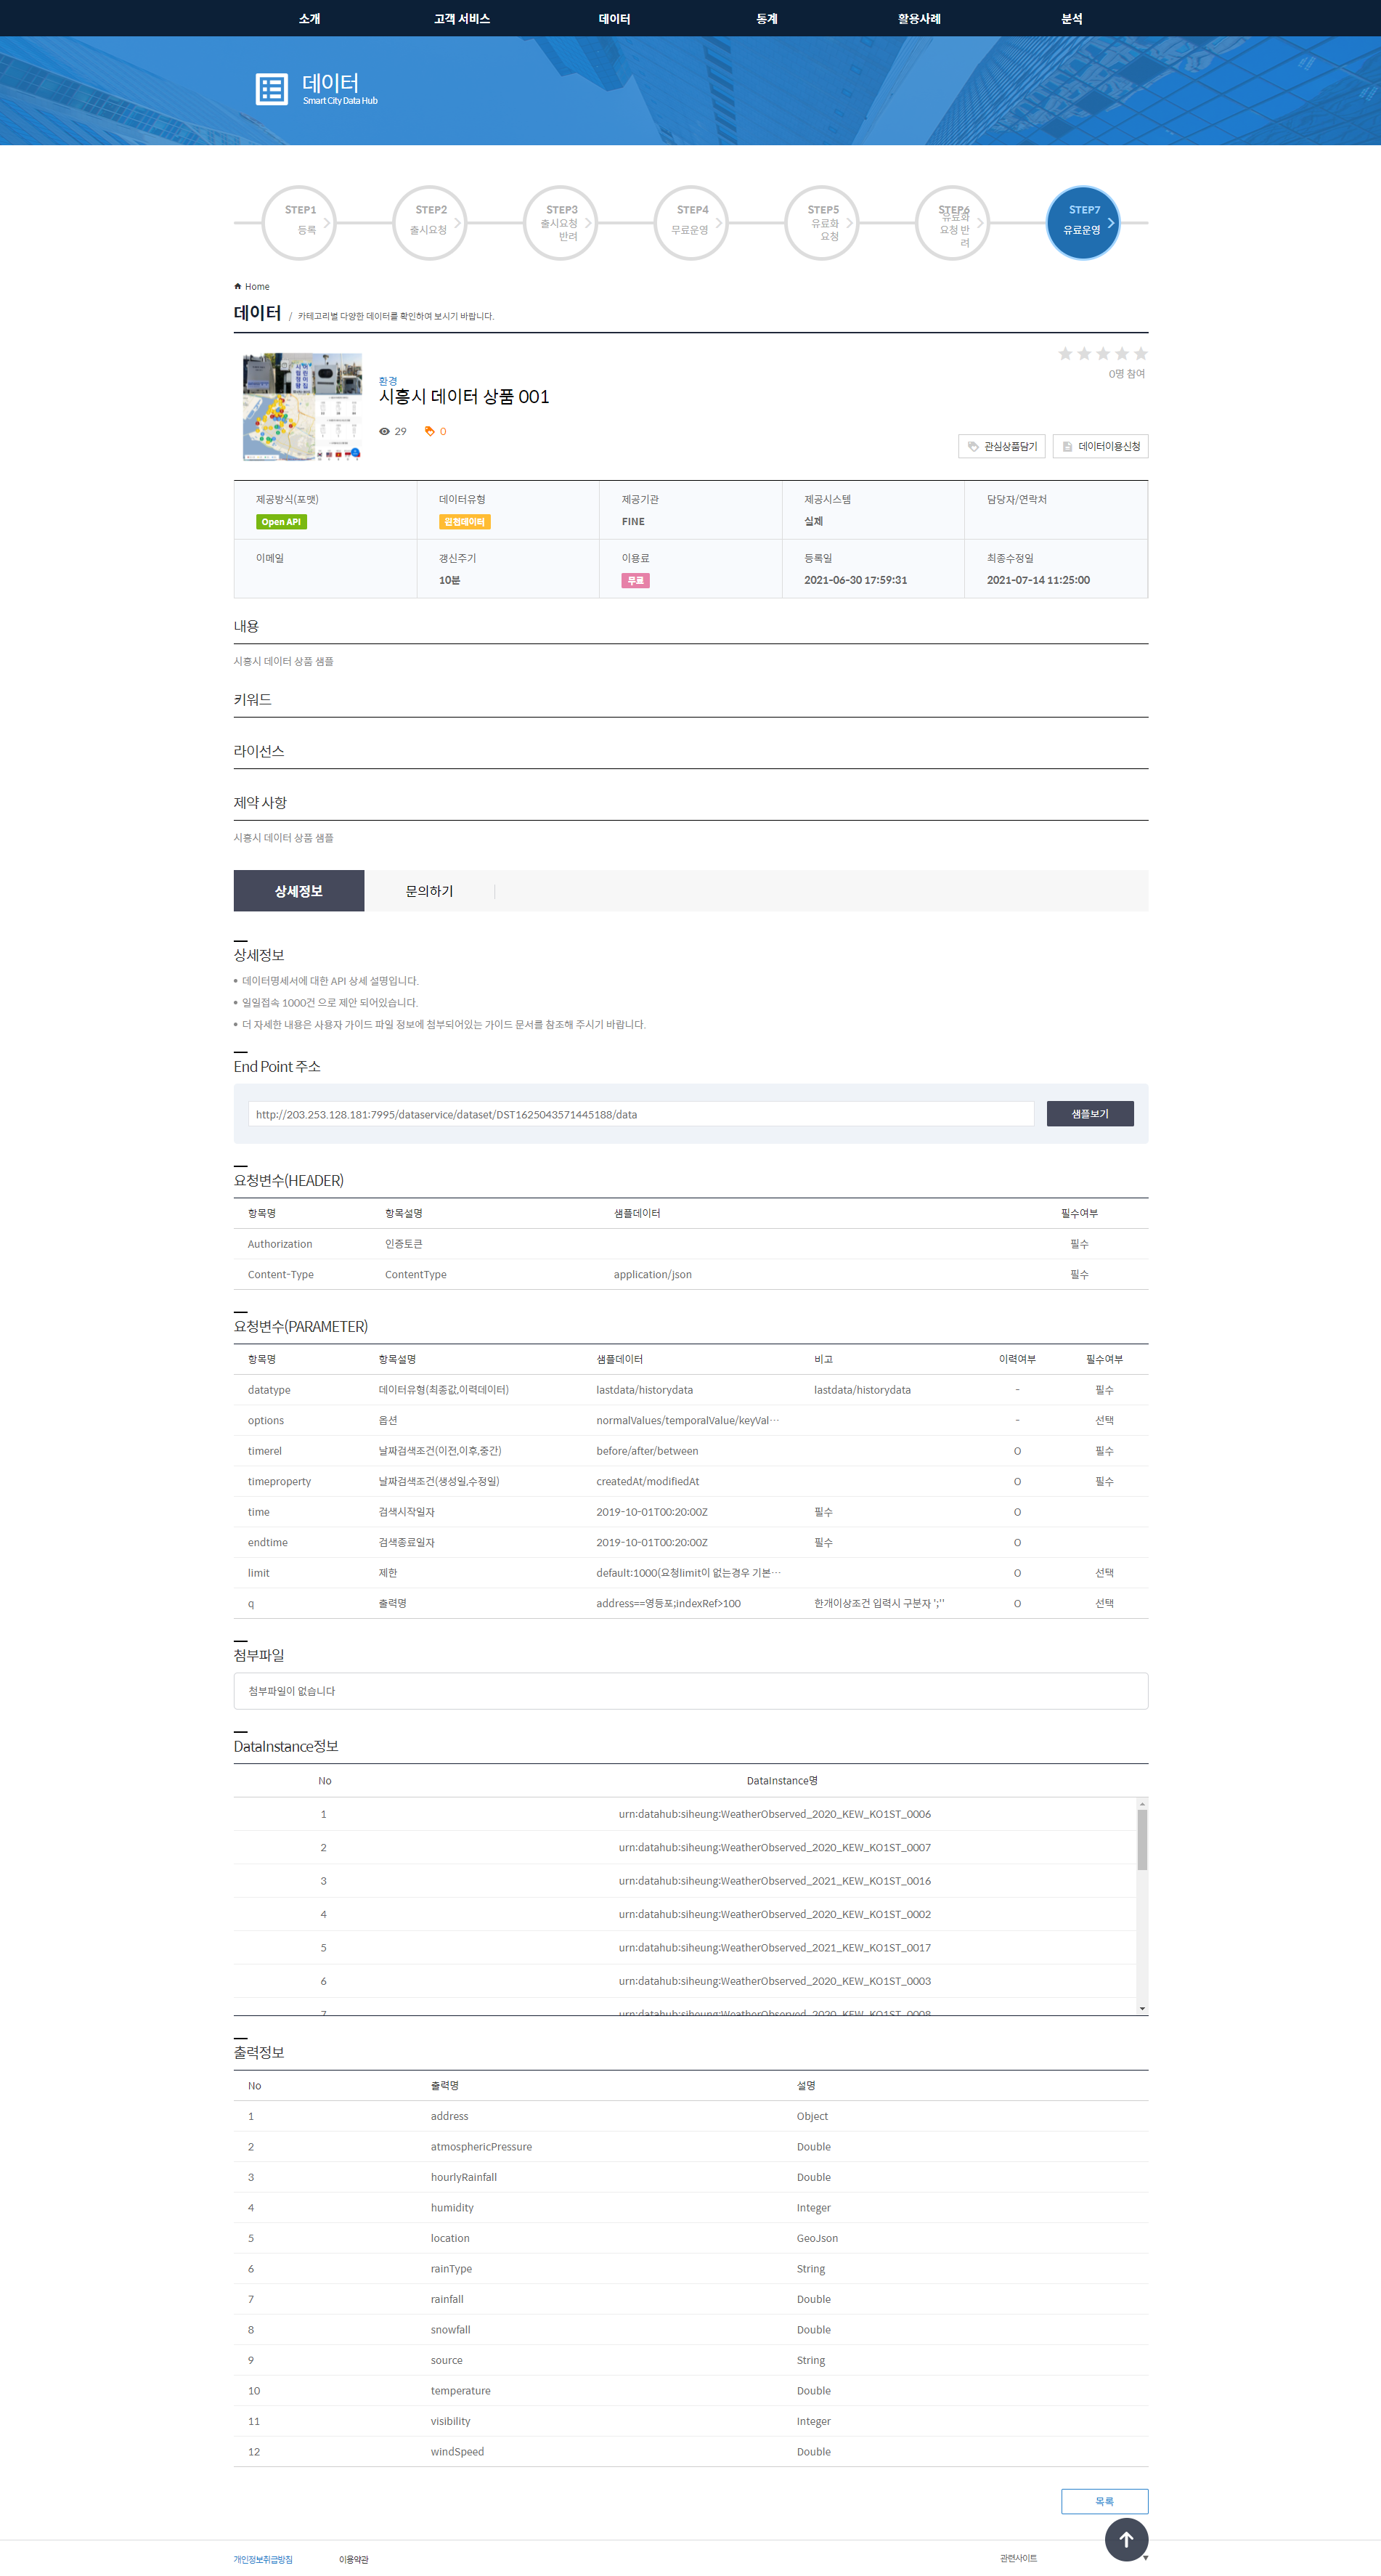 소개 고객 서비스 데이터 통계 활용사례 분석
데이터
Smart City Data Hub
STEP1
등록
STEP2
출시요청
STEP3
출시요청
반려
STEP4
무료운영
STEP5
유료화
요청
STEP6
유료화
요청 반
려
STEP7
유료운영
Home
데이터 / 카테고리별 다양한 데이터를 확인하여 보시기 바랍니다.
0명 참여
환경
시흥시 데이터 상품 001
29 0
관심상품담기 데이터이용신청
제공방식(포맷) 데이터유형 제공기관 제공시스템 담당자/연락처
Open API 원천데이터 FINE 실제
이메일 갱신주기 이용료 등록일 최종수정일
10분 무료 2021-06-30 17:59:31 2021-07-14 11:25:00
내용
시흥시 데이터 상품 샘플
키워드
라이선스
제약 사항
시흥시 데이터 상품 샘플
상세정보 문의하기
상세정보
데이터명세서에 대한 API 상세 설명입니다.
일일접속 1000건 으로 제안 되어있습니다.
더 자세한 내용은 사용자 가이드 파일 정보에 첨부되어있는 가이드 문서를 참조해 주시기 바랍니다.
End Point 주소
http://203.253.128.181:7995/dataservice/dataset/DST1625043571445188/data 샘플보기
요청변수(HEADER)
항목명 항목설명 샘플데이터 필수여부
Authorization 인증토큰 필수
Content-Type ContentType application/json 필수
요청변수(PARAMETER)
항목명 항목설명 샘플데이터 비고 이력여부 필수여부
datatype 데이터유형(최종값,이력데이터) lastdata/historydata lastdata/historydata - 필수
options 옵션 normalValues/temporalValue/keyVal··· - 선택
timerel 날짜검색조건(이전,이후,중간) before/after/between O 필수
timeproperty 날짜검색조건(생성일,수정일) createdAt/modifiedAt O 필수
time 검색시작일자 2019-10-01T00:20:00Z 필수 O
endtime 검색종료일자 2019-10-01T00:20:00Z 필수 O
limit 제한 default:1000(요청limit이 없는경우 기본··· O 선택
q 출력명 address==영등포;indexRef>100 한개이상조건 입력시 구분자 ';'' O 선택
첨부파일
첨부파일이 없습니다
DataInstance정보
No DataInstance명
1 urn:datahub:siheung:WeatherObserved_2020_KEW_KO1ST_0006
2 urn:datahub:siheung:WeatherObserved_2020_KEW_KO1ST_0007
3 urn:datahub:siheung:WeatherObserved_2021_KEW_KO1ST_0016
4 urn:datahub:siheung:WeatherObserved_2020_KEW_KO1ST_0002
5 urn:datahub:siheung:WeatherObserved_2021_KEW_KO1ST_0017
6 urn:datahub:siheung:WeatherObserved_2020_KEW_KO1ST_0003
7 urn:datahub:siheung:WeatherObserved_2020_KEW_KO1ST_0008
출력정보
No 출력명 설명
1 address Object
2 atmosphericPressure Double
3 hourlyRainfall Double
4 humidity Integer
5 location GeoJson
6 rainType String
7 rainfall Double
8 snowfall Double
9 source String
10 temperature Double
11 visibility Integer
12 windSpeed Double
목록
개인정보취급방침 이용약관 관련사이트